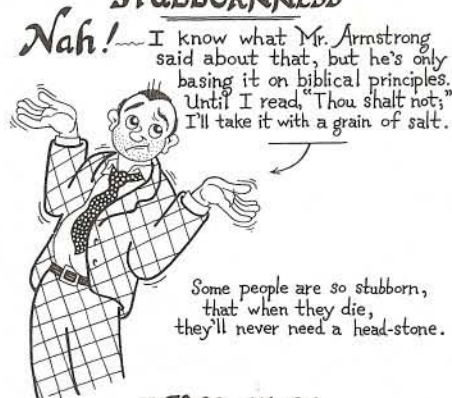 STUBBORNNESS
Nah! I know what Mr. Armstrong
said about that, but he's only
basing it on biblical principles.
Until I read, "Thou shalt not;"
I'll take it with a grain of salt.
Some people are so stubborn,
that when they die,
they'll never need a head-stone.